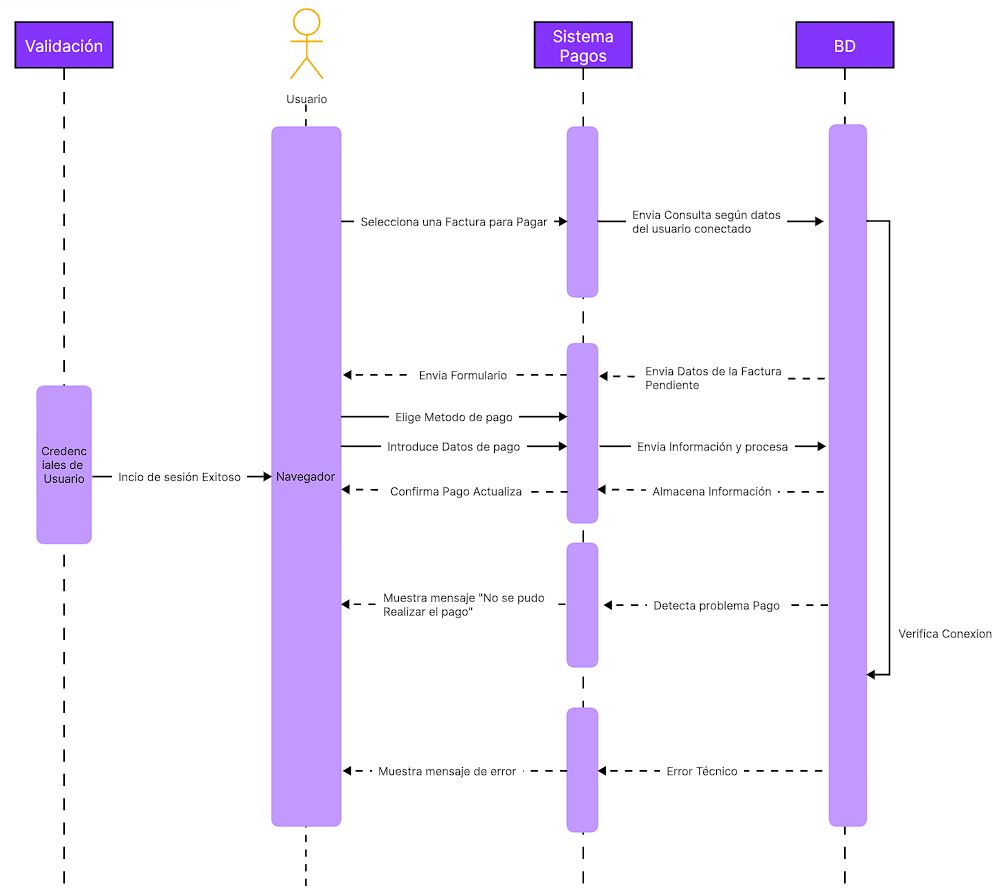 Validación
Usuario
Sistema
Pagos
BD
Selecciona una Factura para Pagar
Envia Consulta según datos
del usuario conectado
Envia Formulario
Envia Datos de la Factura
Pendiente
Elige Metodo de pago
Introduce Datos de pago
Envia Información y procesa
Credenc
iales de
Usuario
Incio de sesión Exitoso
Navegador
Confirma Pago Actualiza
Almacena Información
Muestra mensaje "No se pudo
Realizar el pago"
Detecta problema Pago
Verifica Conexion
Muestra mensaje de error
Error Técnico